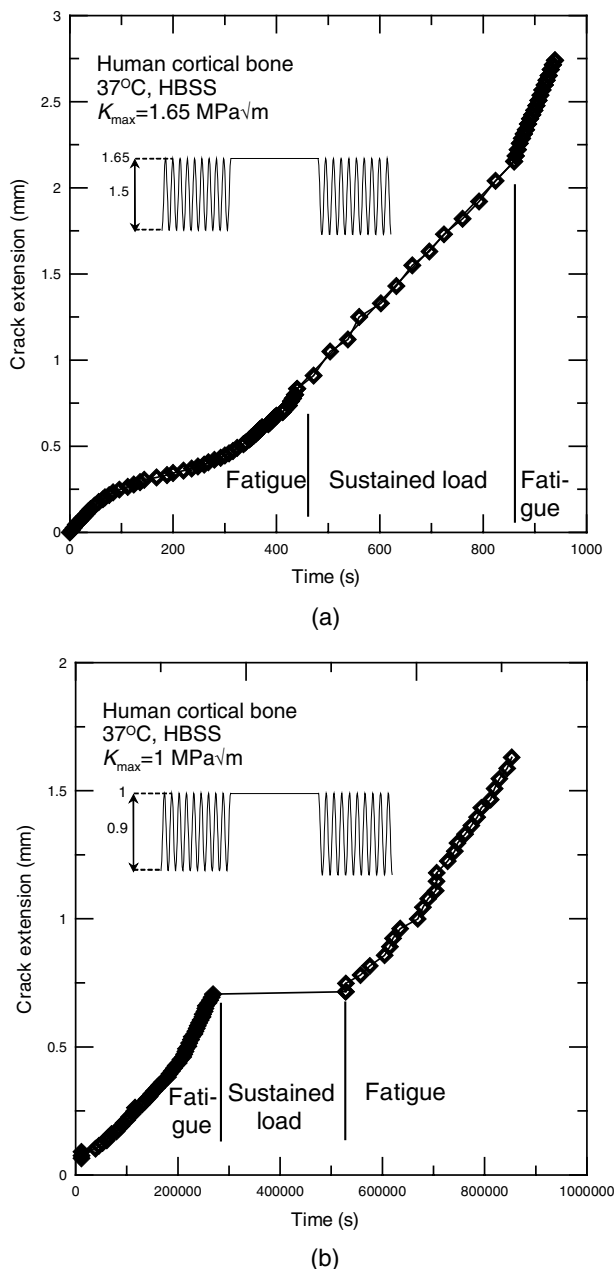 3
2.5
2
1.5
1
0.5
0
Human cortical bone
37°C, HBSS
Kmax=1.65 MPa√m
1.65
1.5
Fatigue
Sustained load
Fati-
gue
0
200
400
600
800
1000
Crack extension (mm)
Time (s)
(a)
2
1.5
1
0.5
0
Human cortical bone
37°C, HBSS
Kmax=1 MPa√m
1
0.9
Fati-
gue
Sustained
load
Fatigue
0
200000
400000
600000
800000
1000000
Crack extension (mm)
Time (s)
(b)